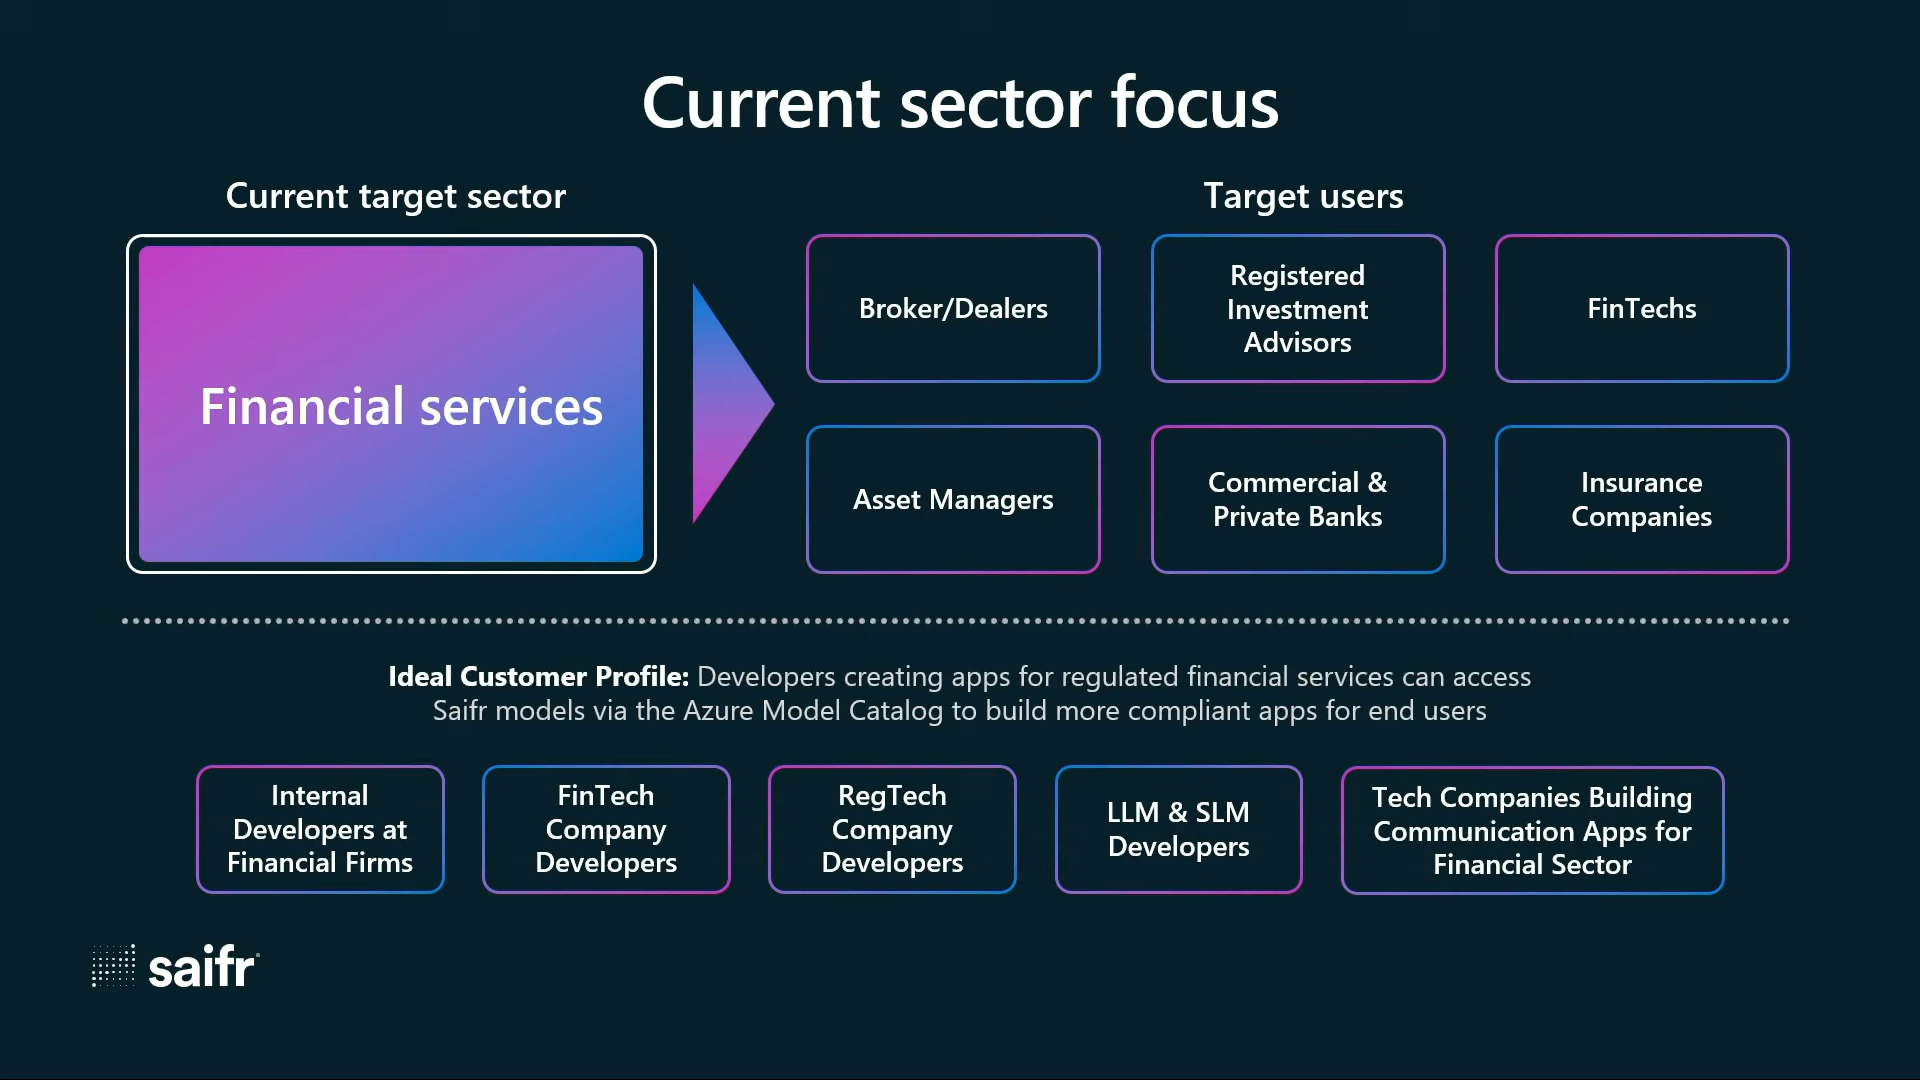 Current sector focus
Current target sector
Financial services
Target users
Broker/Dealers
Registered
Investment
Advisors
FinTechs
Asset Managers
Commercial &
Private Banks
Insurance
Companies
Ideal Customer Profile: Developers creating apps for regulated financial services can access
Saifr models via the Azure Model Catalog to build more compliant apps for end users
Internal
Developers at
Financial Firms
FinTech
Company
Developers
RegTech
Company
Developers
LLM & SLM
Developers
Tech Companies Building
Communication Apps for
Financial Sector
saifr